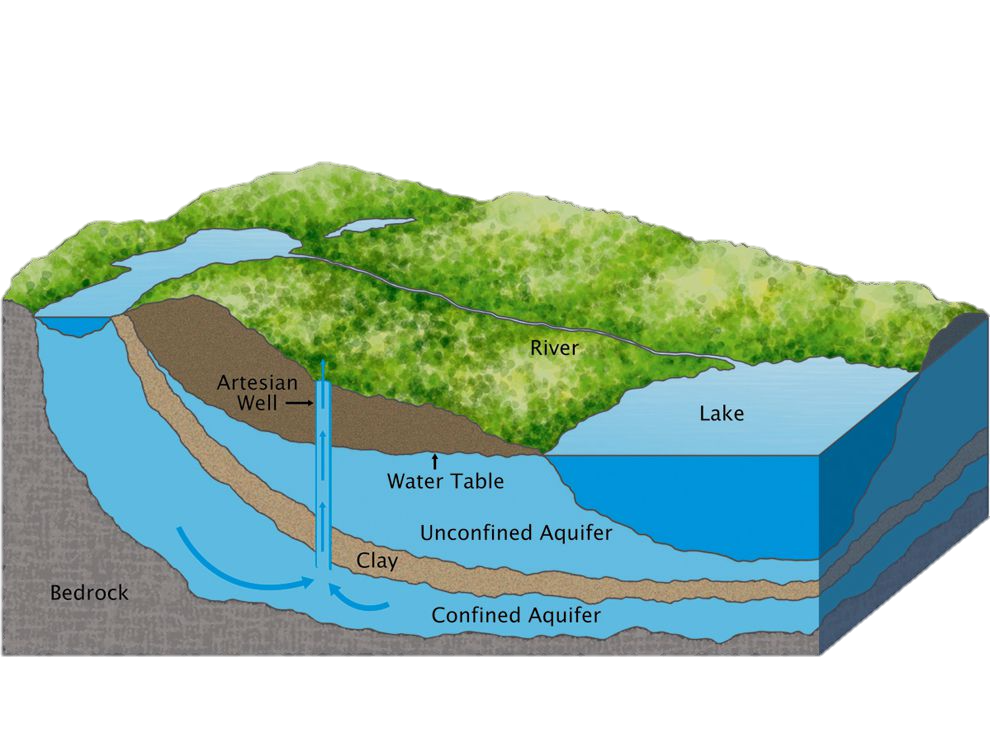 River
Artesian
Well
Lake
Water Table
Unconfined Aquifer
Clay
Bedrock
Confined Aquifer